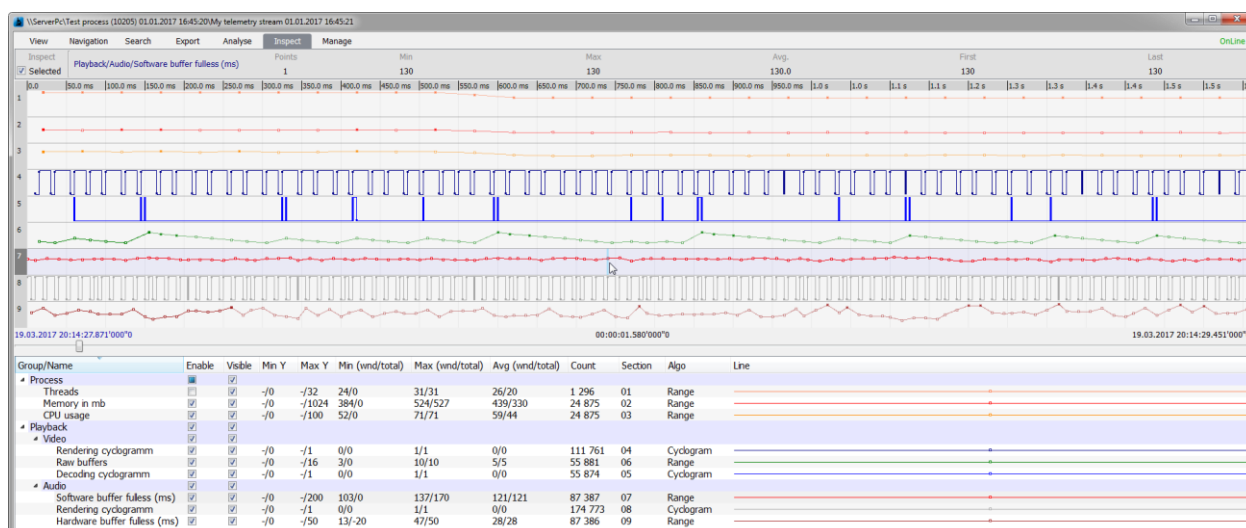 \\ServerPc\Test process (10205) 01.01.2017 16:45:20\My telemetry stream 01.01.2017 16:45:21
View Navigation Search Export Analyse Inspect Manage OnLine
Inspect Points Min Max Avg. First Last
Selected Playback/Audio/Software buffer fulless (ms) 1 130 130 130.0 130 130
0.0 50.0 ms 100.0 ms 150.0 ms 200.0 ms 250.0 ms 300.0 ms 350.0 ms 400.0 ms 450.0 ms 500.0 ms 550.0 ms 600.0 ms 650.0 ms 700.0 ms 750.0 ms 800.0 ms 850.0 ms 900.0 ms 950.0 ms 1.0 s 1.0 s 1.1 s 1.1 s 1.2 s 1.3 s 1.3 s 1.4 s 1.4 s 1.5 s 1.5 s
1
2
3
4
5
6
7
8
9
19.03.2017 20:14:27.871'000"0 00:00:01.580'000"0 19.03.2017 20:14:29.451'000"
Group/Name Enable Visible Min Y Max Y Min (wnd/total) Max (wnd/total) Avg (wnd/total) Count Section Algo Line
Process
Threads -/0 -/32 24/0 31/31 26/20 1 296 01 Range
Memory in mb -/0 -/1024 384/0 524/527 439/330 24 875 02 Range
CPU usage -/0 -/100 52/0 71/71 59/44 24 875 03 Range
Playback
Video
Rendering cyclogramm -/0 -/1 0/0 1/1 0/0 111 761 04 Cyclogram
Raw buffers -/0 -/16 3/0 10/10 5/5 55 881 06 Range
Decoding cyclogramm -/0 -/1 0/0 1/1 0/0 55 874 05 Cyclogram
Audio
Software buffer fulless (ms) -/0 -/200 103/0 137/170 121/121 87 387 07 Range
Rendering cyclogramm -/0 -/1 0/0 1/1 0/0 174 773 08 Cyclogram
Hardware buffer fulless (ms) -/0 -/50 13/-20 47/50 28/28 87 386 09 Range